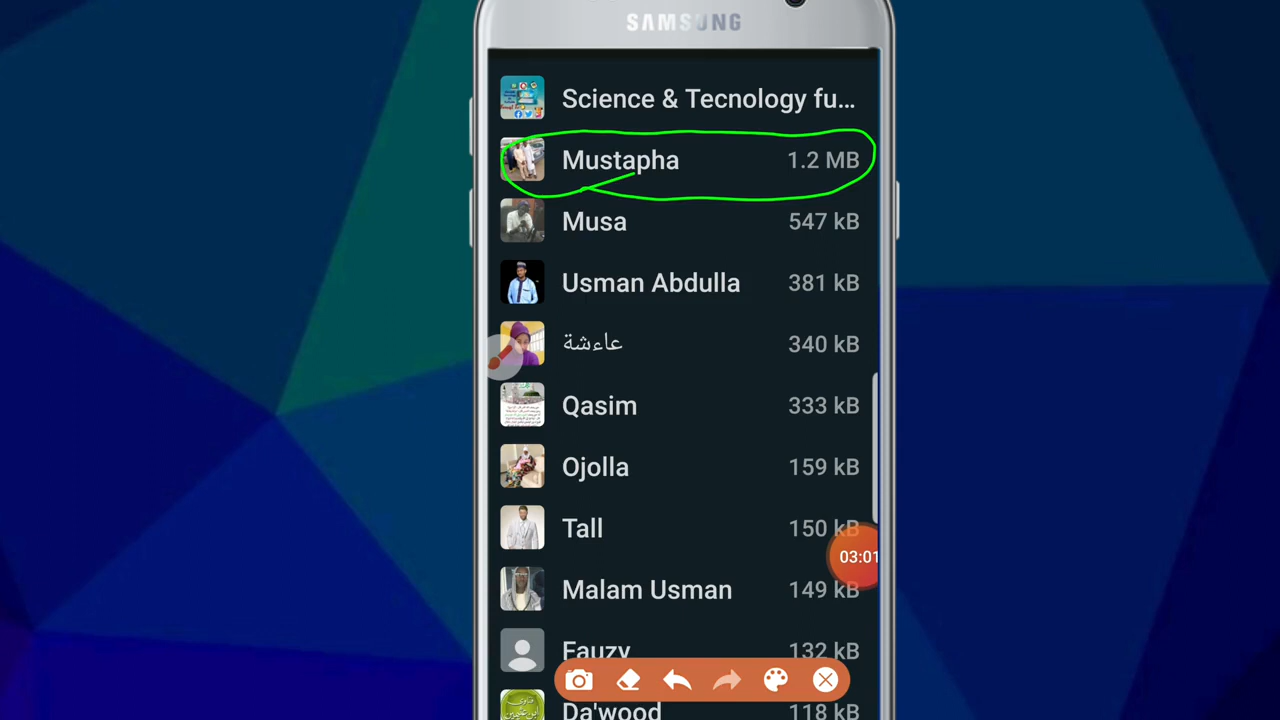 SAMSUNG
Science & Tecnology fu...
Mustapha 1.2 MB
Musa 547 kB
Usman Abdulla 381 kB
عاءشة 340 kB
Qasim 333 kB
Ojolla 159 kB
Tall 150 kB
03:01
Malam Usman 149 kB
Fauzy 132 kB
Da'wood 118 kB